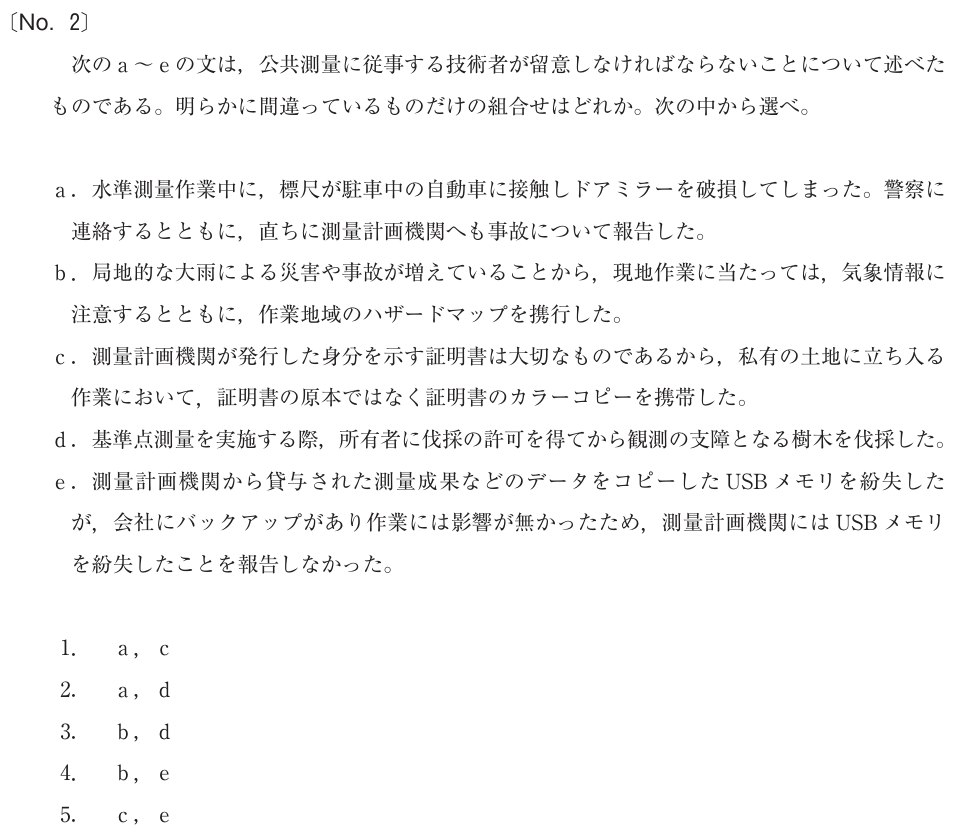 〔No. 2〕
次の a ～ e の文は，公共測量に従事する技術者が留意しなければならないことについて述べた
ものである。明らかに間違っているものだけの組合せはどれか。次の中から選べ。
a．水準測量作業中に，標尺が駐車中の自動車に接触しドアミラーを破損してしまった。警察に
連絡するとともに，直ちに測量計画機関へも事故について報告した。
b．局地的な大雨による災害や事故が増えていることから，現地作業に当たっては，気象情報に
注意するとともに，作業地域のハザードマップを携行した。
c．測量計画機関が発行した身分を示す証明書は大切なものであるから，私有の土地に立ち入る
作業において，証明書の原本ではなく証明書のカラーコピーを携帯した。
d．基準点測量を実施する際，所有者に伐採の許可を得てから観測の支障となる樹木を伐採した。
e．測量計画機関から貸与された測量成果などのデータをコピーした USB メモリを紛失した
が，会社にバックアップがあり作業には影響が無かったため，測量計画機関には USB メモリ
を紛失したことを報告しなかった。
1. a， c
2. a， d
3. b， d
4. b， e
5. c， e